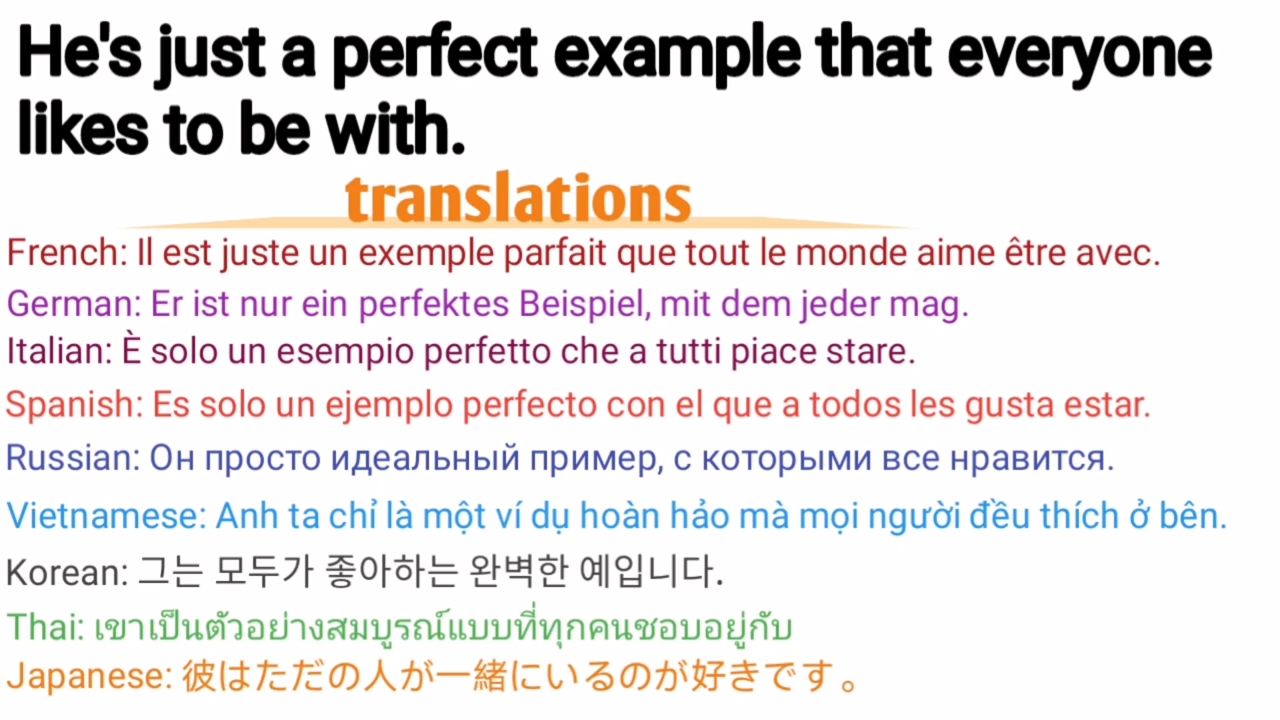 He's just a perfect example that everyone
likes to be with.
translations
French: Il est juste un exemple parfait que tout le monde aime être avec.
German: Er ist nur ein perfektes Beispiel, mit dem jeder mag.
Italian: È solo un esempio perfetto che a tutti piace stare.
Spanish: Es solo un ejemplo perfecto con el que a todos les gusta estar.
Russian: Он просто идеальный пример, с которыми все нравится.
Vietnamese: Anh ta chỉ là một ví dụ hoàn hảo mà mọi người đều thích ở bên.
Korean: 그는 모두가 좋아하는 완벽한 예입니다.
Thai: เขาเป็นตัวอย่างสมบูรณ์แบบที่ทุกคนชอบอยู่กับ
Japanese: 彼はただの人が一緒にいるのが好きです。